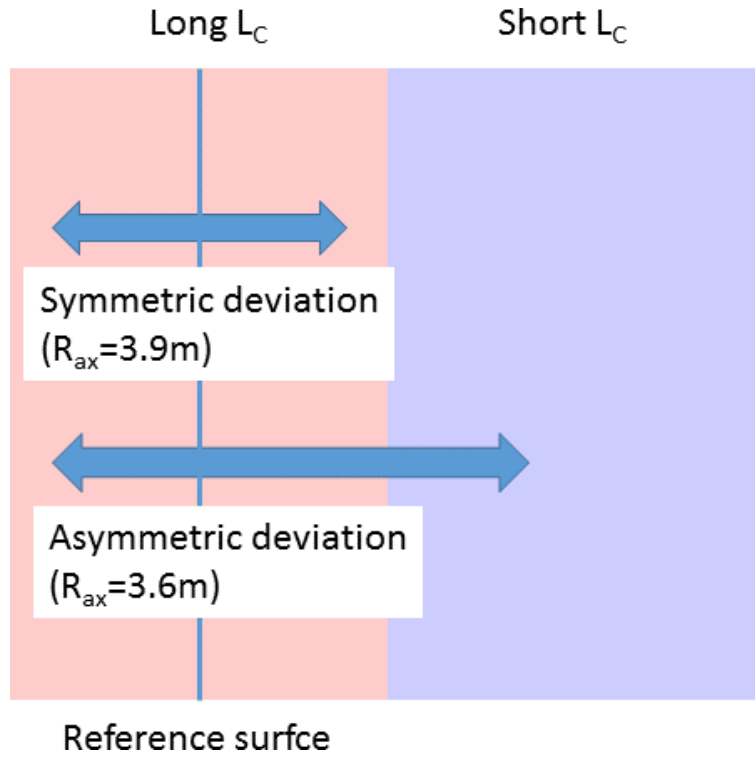 Long L_C
Short L_C
Symmetric deviation
(R_ax=3.9m)
Asymmetric deviation
(R_ax=3.6m)
Reference surfce